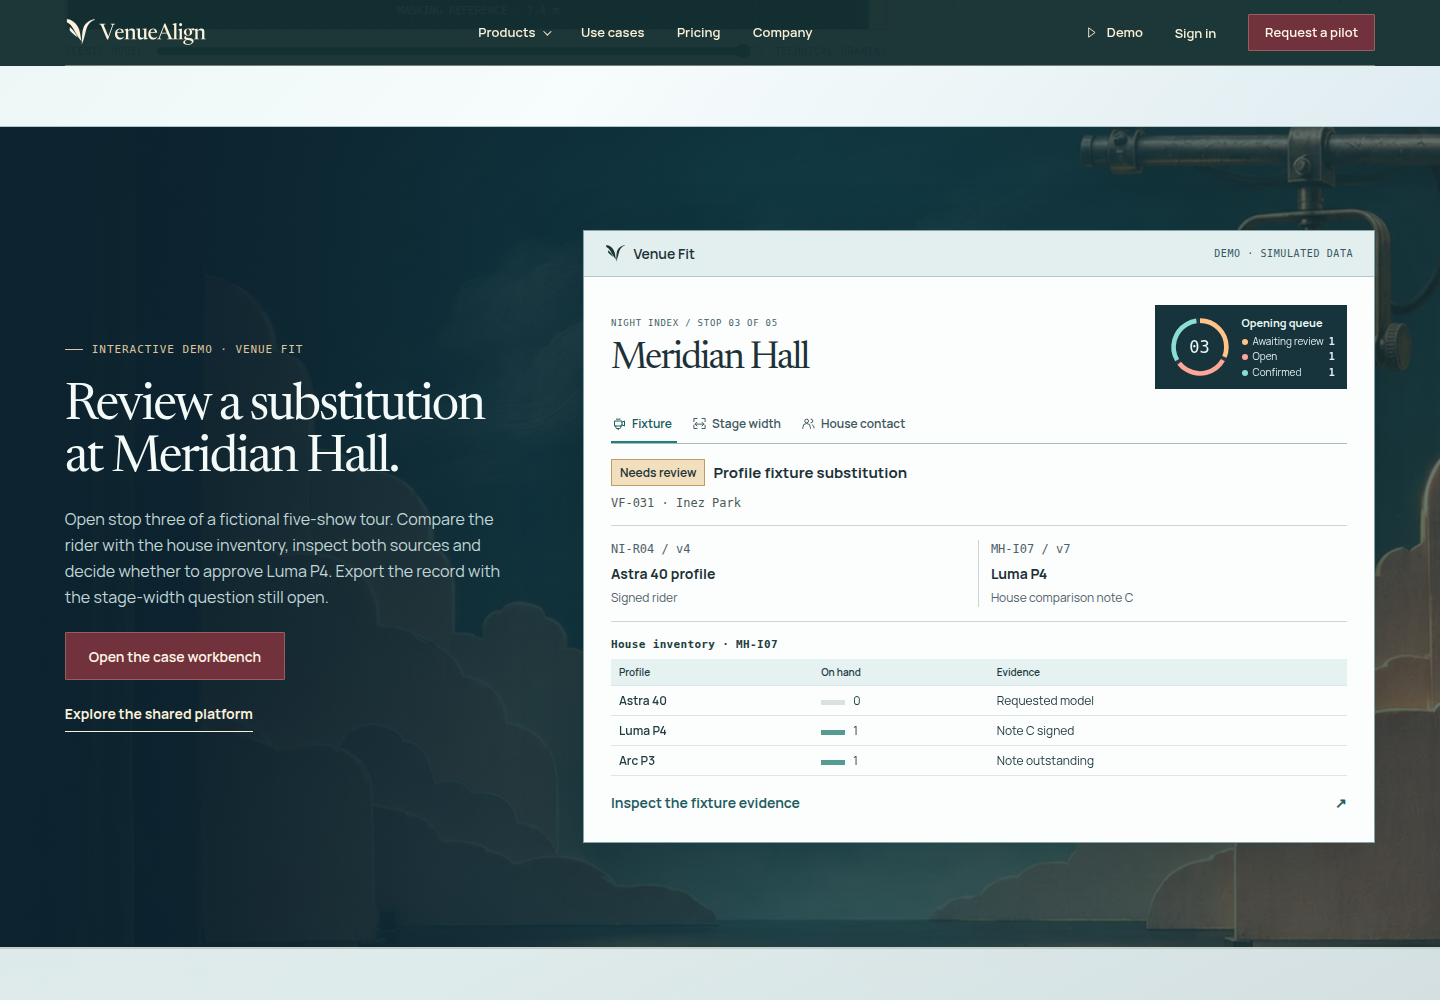 MASKING REFERENCE · 7.4 m
VenueAlign
Products
Use cases
Pricing
Company
Demo
Sign in
Request a pilot
INTERACTIVE DEMO · VENUE FIT
Review a substitution
at Meridian Hall.
Open stop three of a fictional five-show tour. Compare the
rider with the house inventory, inspect both sources and
decide whether to approve Luma P4. Export the record with
the stage-width question still open.
Open the case workbench
Explore the shared platform
Venue Fit
DEMO · SIMULATED DATA
NIGHT INDEX / STOP 03 OF 05
Meridian Hall
03
Opening queue
Awaiting review 1
Open 1
Confirmed 1
Fixture
Stage width
House contact
Needs review
Profile fixture substitution
VF-031 · Inez Park
NI-R04 / v4
Astra 40 profile
Signed rider
MH-I07 / v7
Luma P4
House comparison note C
House inventory · MH-I07
Profile On hand Evidence
Astra 40 0 Requested model
Luma P4 1 Note C signed
Arc P3 1 Note outstanding
Inspect the fixture evidence ↗